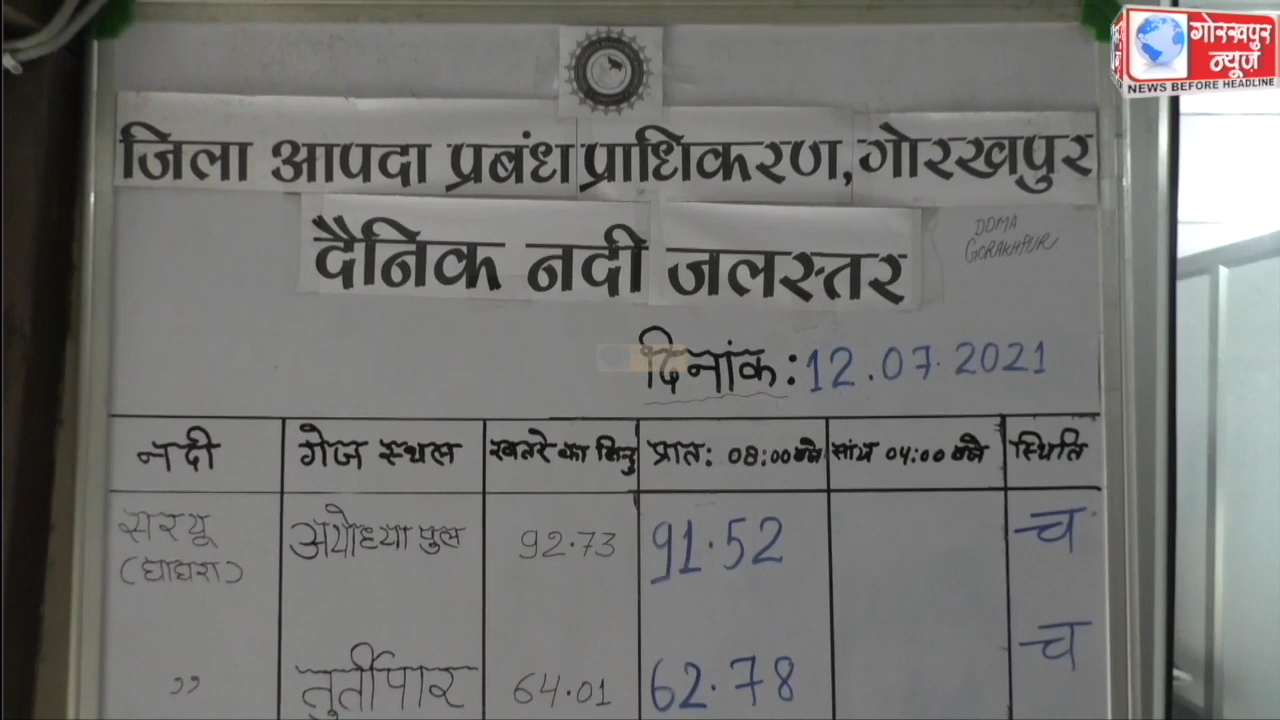 गोरखपुर
न्यूज़
NEWS BEFORE HEADLINE
जिला आपदा प्रबंध प्राधिकरण, गोरखपुर
दैनिक नदी जलस्तर
DDMA
GORAKHPUR
दिनांक: 12.07.2021
नदी गेज स्थल खतरे का बिन्दु प्रात: 08:00 बजे सांय 04:00 बजे स्थिति
सरयू अयोध्या पुल 92.73 91.52 च
(घाघरा)
,, तुर्तीपार 64.01 62.78 च